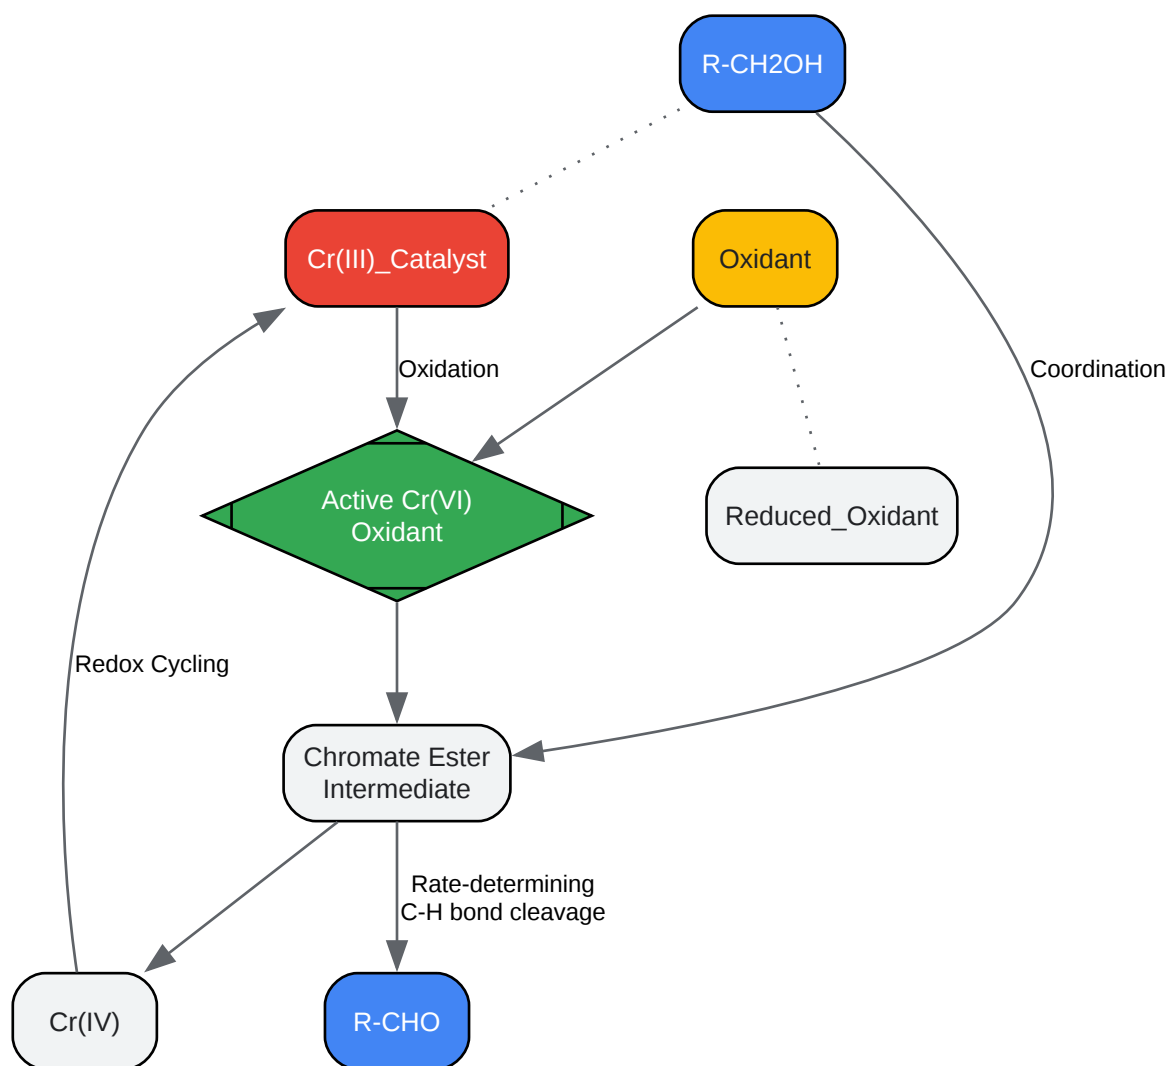 R-CH2OH
Cr(III)_Catalyst
Oxidant
Oxidation
Coordination
Active Cr(VI)
Oxidant
Reduced_Oxidant
Redox Cycling
Chromate Ester
Intermediate
Rate-determining
C-H bond cleavage
Cr(IV)
R-CHO